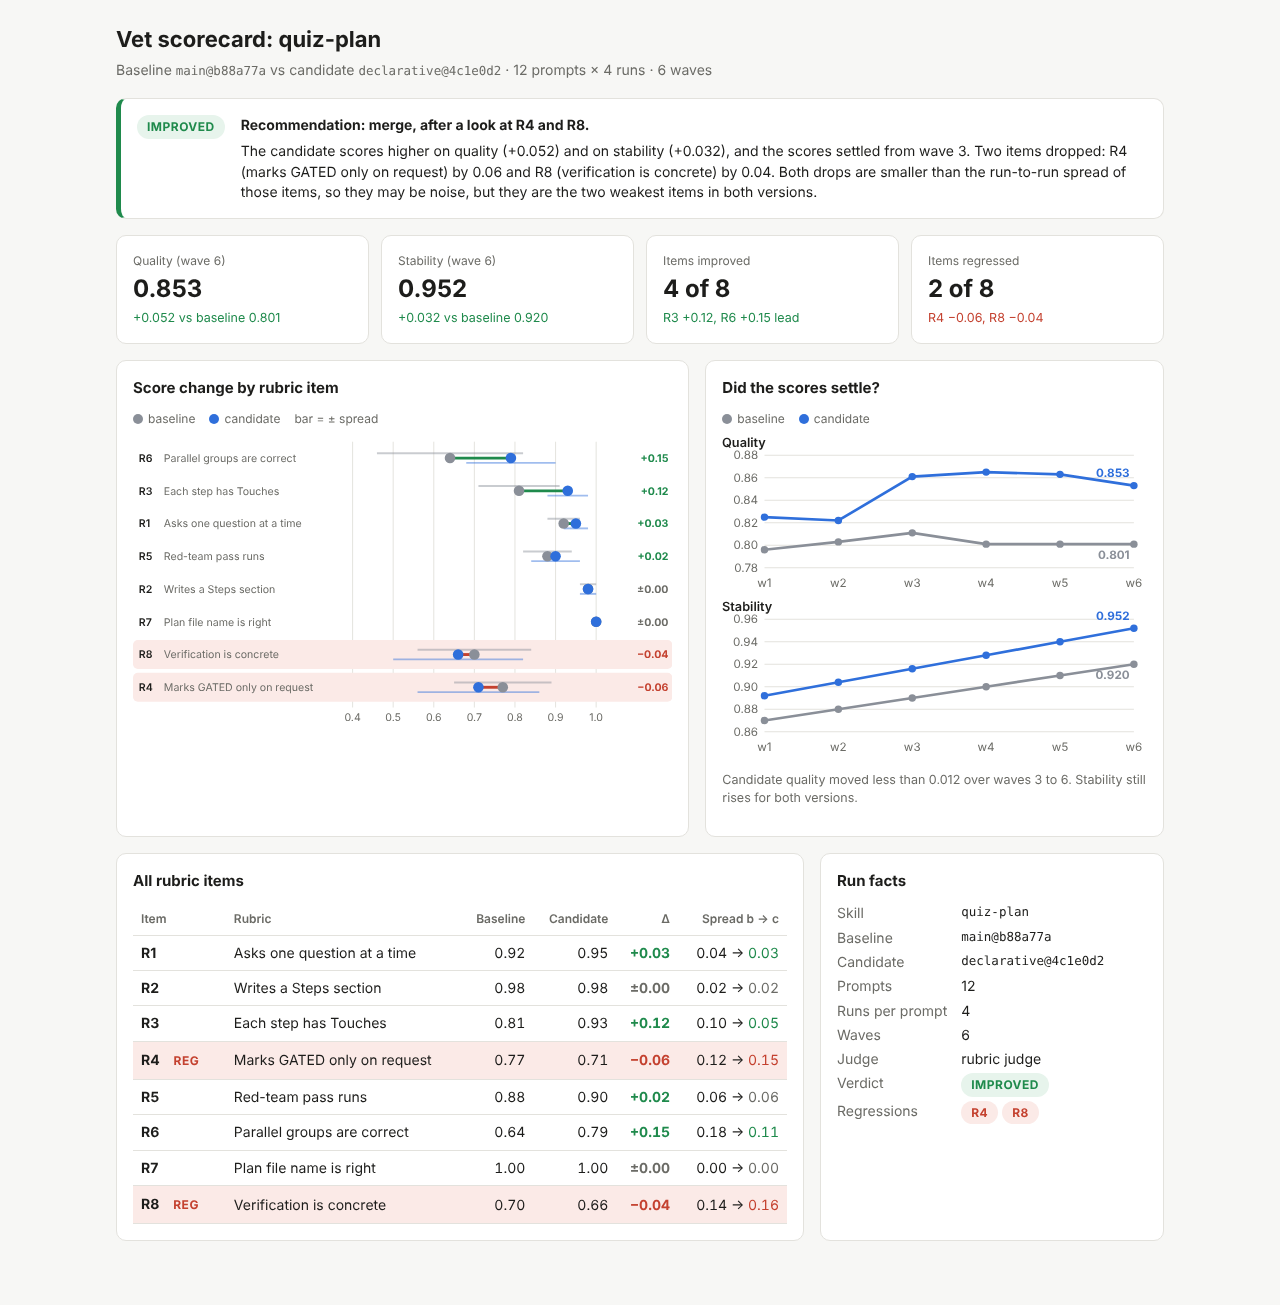 Vet scorecard: quiz-plan
Baseline main@b88a77a vs candidate declarative@4c1e0d2 · 12 prompts × 4 runs · 6 waves
IMPROVED
Recommendation: merge, after a look at R4 and R8.
The candidate scores higher on quality (+0.052) and on stability (+0.032), and the scores settled from wave 3. Two items dropped: R4
(marks GATED only on request) by 0.06 and R8 (verification is concrete) by 0.04. Both drops are smaller than the run-to-run spread of
those items, so they may be noise, but they are the two weakest items in both versions.
Quality (wave 6)
0.853
+0.052 vs baseline 0.801
Stability (wave 6)
0.952
+0.032 vs baseline 0.920
Items improved
4 of 8
R3 +0.12, R6 +0.15 lead
Items regressed
2 of 8
R4 −0.06, R8 −0.04
Score change by rubric item
baseline candidate bar = ± spread
R6 Parallel groups are correct +0.15
R3 Each step has Touches +0.12
R1 Asks one question at a time +0.03
R5 Red-team pass runs +0.02
R2 Writes a Steps section ±0.00
R7 Plan file name is right ±0.00
R8 Verification is concrete −0.04
R4 Marks GATED only on request −0.06
0.4 0.5 0.6 0.7 0.8 0.9 1.0
Did the scores settle?
baseline candidate
Quality
0.88
0.86
0.84
0.82
0.80
0.78
0.853
0.801
w1 w2 w3 w4 w5 w6
Stability
0.96
0.94
0.92
0.90
0.88
0.86
0.952
0.920
w1 w2 w3 w4 w5 w6
Candidate quality moved less than 0.012 over waves 3 to 6. Stability still
rises for both versions.
All rubric items
Item Rubric Baseline Candidate Δ Spread b → c
R1 Asks one question at a time 0.92 0.95 +0.03 0.04 → 0.03
R2 Writes a Steps section 0.98 0.98 ±0.00 0.02 → 0.02
R3 Each step has Touches 0.81 0.93 +0.12 0.10 → 0.05
R4 REG Marks GATED only on request 0.77 0.71 −0.06 0.12 → 0.15
R5 Red-team pass runs 0.88 0.90 +0.02 0.06 → 0.06
R6 Parallel groups are correct 0.64 0.79 +0.15 0.18 → 0.11
R7 Plan file name is right 1.00 1.00 ±0.00 0.00 → 0.00
R8 REG Verification is concrete 0.70 0.66 −0.04 0.14 → 0.16
Run facts
Skill quiz-plan
Baseline main@b88a77a
Candidate declarative@4c1e0d2
Prompts 12
Runs per prompt 4
Waves 6
Judge rubric judge
Verdict IMPROVED
Regressions R4 R8